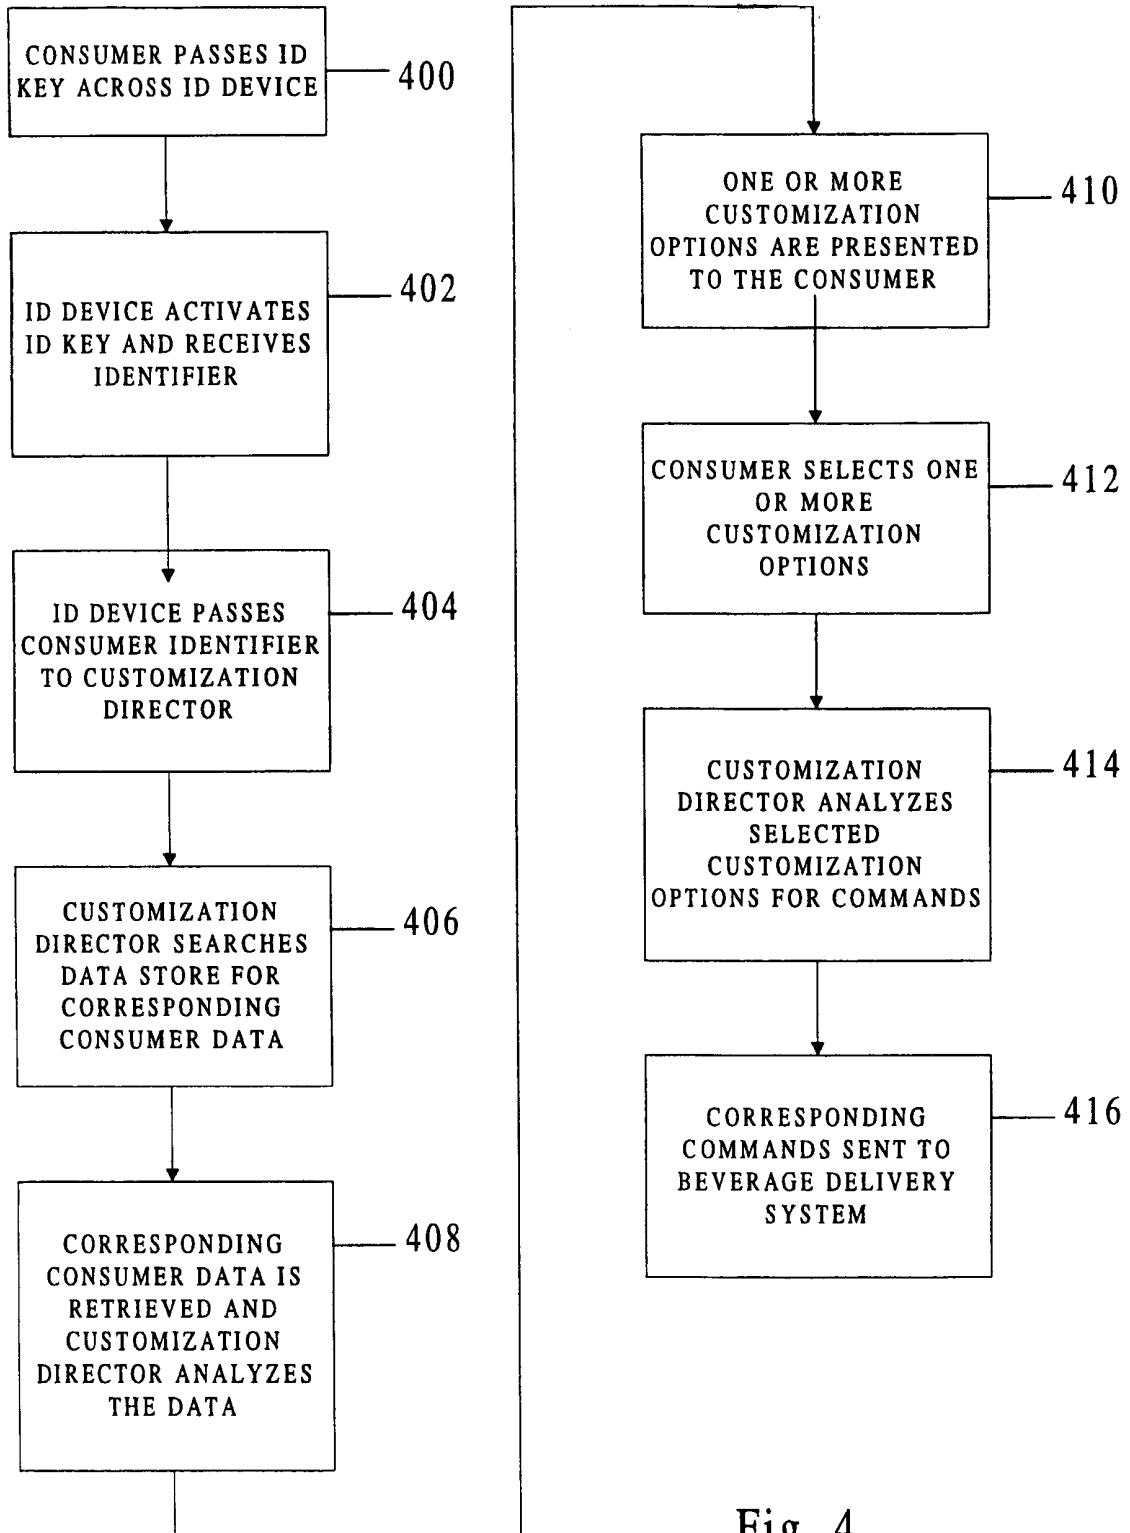 CONSUMER PASSES ID
KEY ACROSS ID DEVICE
400
ID DEVICE ACTIVATES
ID KEY AND RECEIVES
IDENTIFIER
402
ID DEVICE PASSES
CONSUMER IDENTIFIER
TO CUSTOMIZATION
DIRECTOR
404
CUSTOMIZATION
DIRECTOR SEARCHES
DATA STORE FOR
CORRESPONDING
CONSUMER DATA
406
CORRESPONDING
CONSUMER DATA IS
RETRIEVED AND
CUSTOMIZATION
DIRECTOR ANALYZES
THE DATA
408
ONE OR MORE
CUSTOMIZATION
OPTIONS ARE PRESENTED
TO THE CONSUMER
410
CONSUMER SELECTS ONE
OR MORE
CUSTOMIZATION
OPTIONS
412
CUSTOMIZATION
DIRECTOR ANALYZES
SELECTED
CUSTOMIZATION
OPTIONS FOR COMMANDS
414
CORRESPONDING
COMMANDS SENT TO
BEVERAGE DELIVERY
SYSTEM
416
Fig. 4